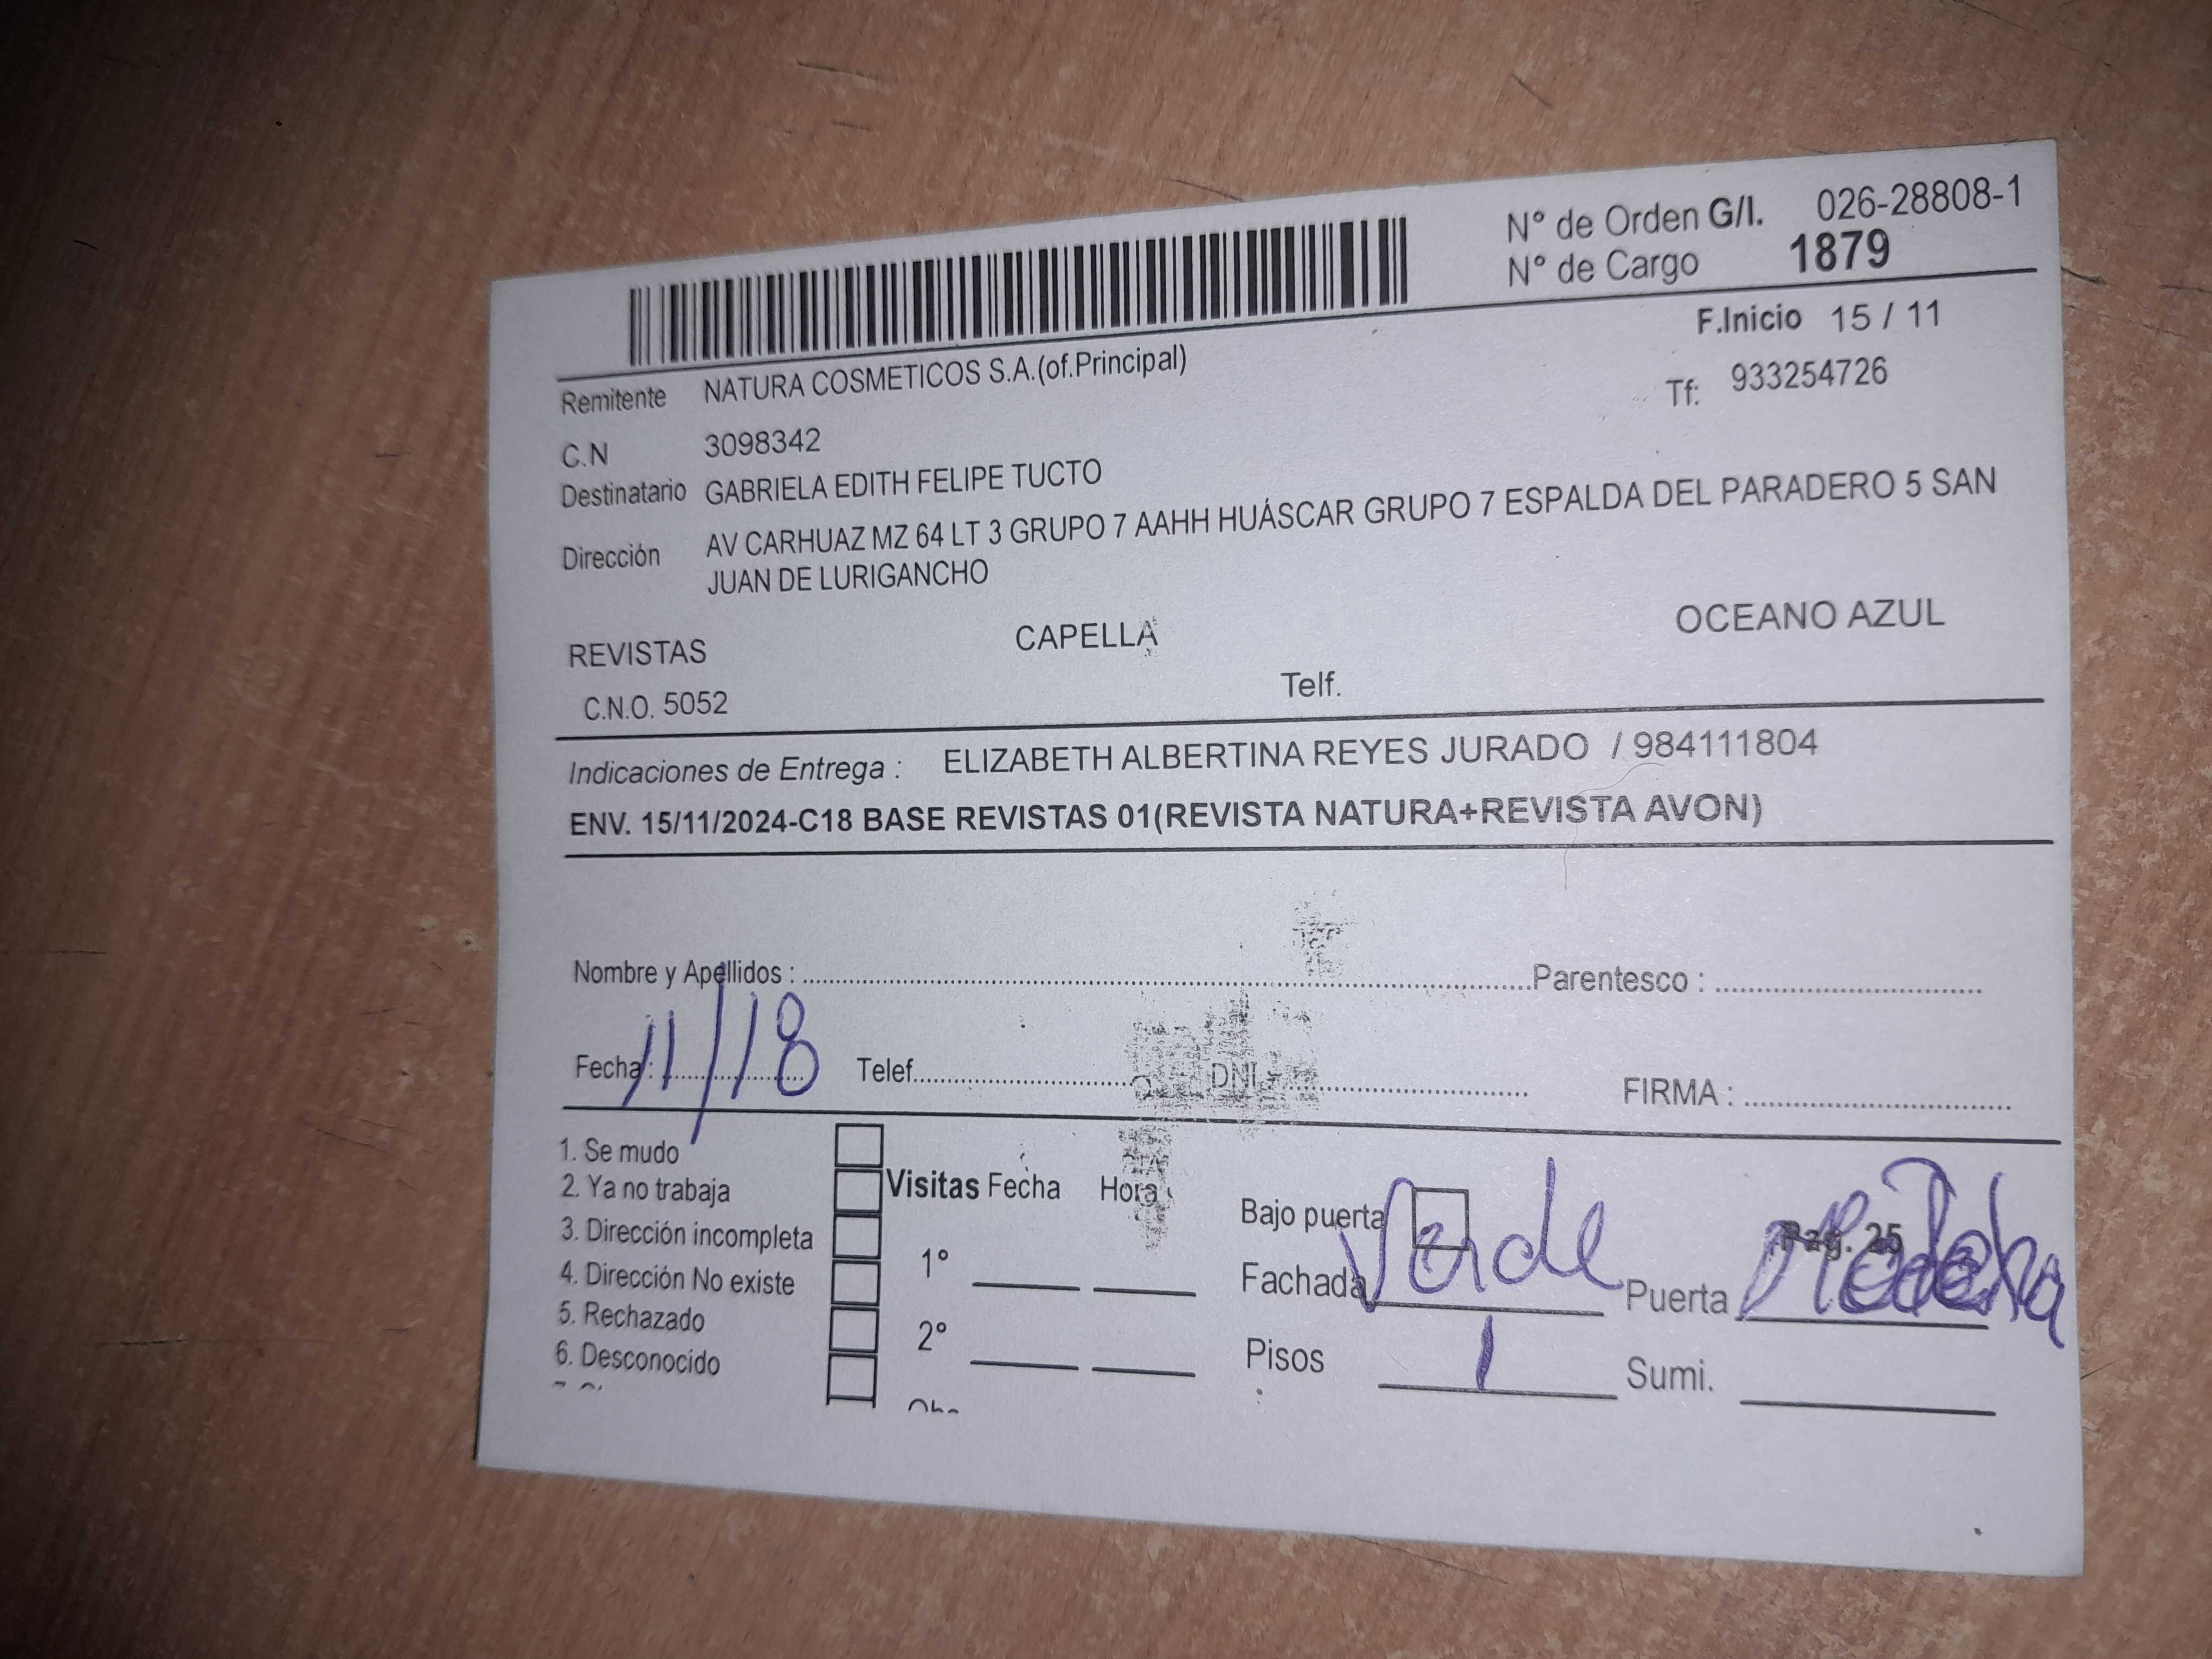 N° de Orden G/I. 026-28808-1
N° de Cargo 1879
F.Inicio 15 / 11
Remitente NATURA COSMETICOS S.A.(of.Principal)
Tf: 933254726
C.N 3098342
Destinatario GABRIELA EDITH FELIPE TUCTO
Dirección AV CARHUAZ MZ 64 LT 3 GRUPO 7 AAHH HUÁSCAR GRUPO 7 ESPALDA DEL PARADERO 5 SAN
JUAN DE LURIGANCHO
REVISTAS CAPELLA OCEANO AZUL
C.N.O. 5052 Telf.
Indicaciones de Entrega : ELIZABETH ALBERTINA REYES JURADO / 984111804
ENV. 15/11/2024-C18 BASE REVISTAS 01(REVISTA NATURA+REVISTA AVON)
Nombre y Apellidos : Parentesco :
Fecha : 11/18 Telef. DNI FIRMA :
1. Se mudo
2. Ya no trabaja Visitas Fecha Hora
Bajo puerta Pag. 25
3. Dirección incompleta
4. Dirección No existe 1° Fachada Verde Puerta
5. Rechazado
6. Desconocido 2° Pisos 1 Sumi.